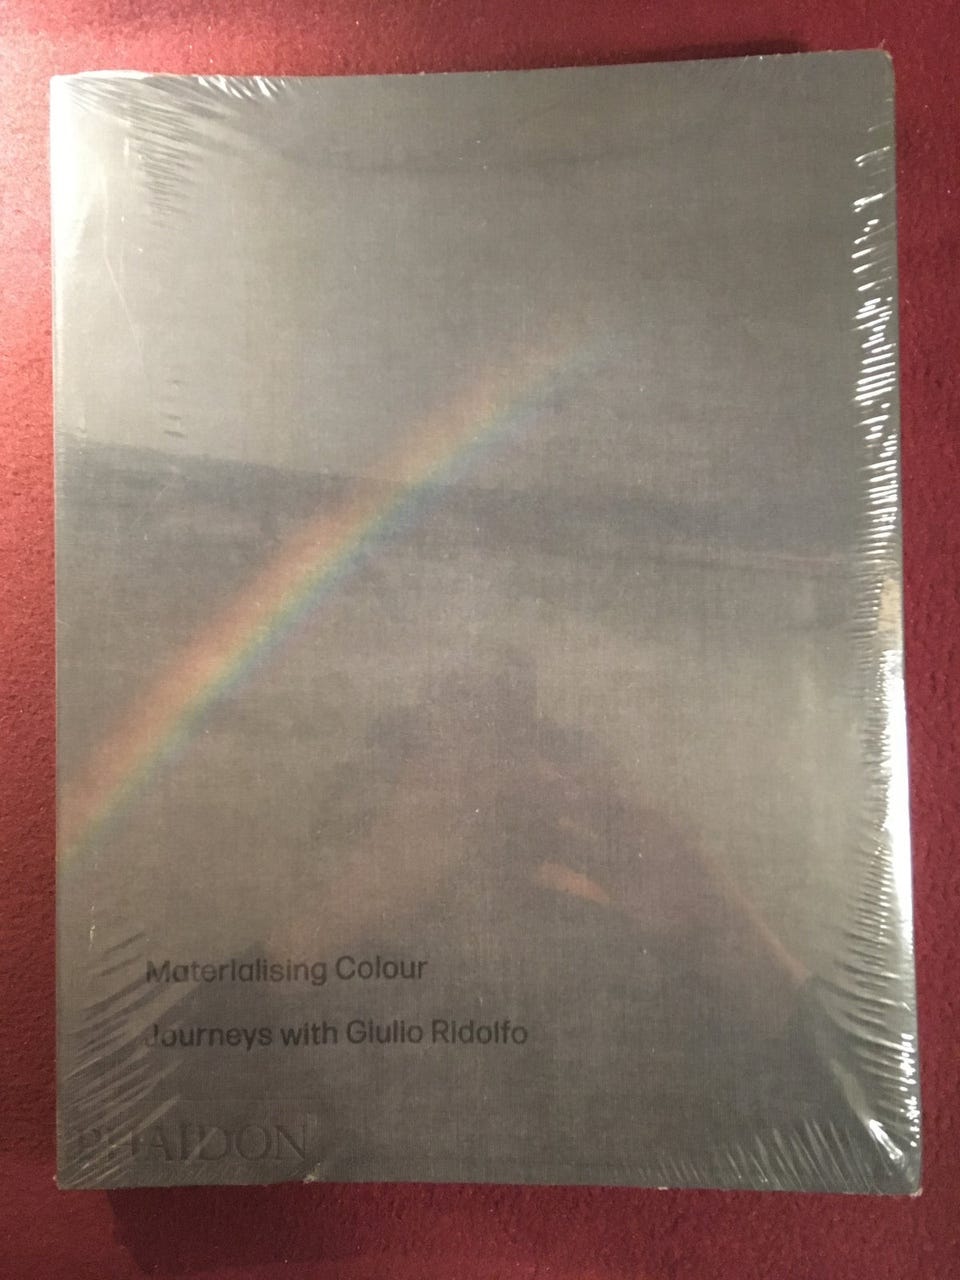 Materialising Colour
Journeys with Giulio Ridolfo
PHAIDON